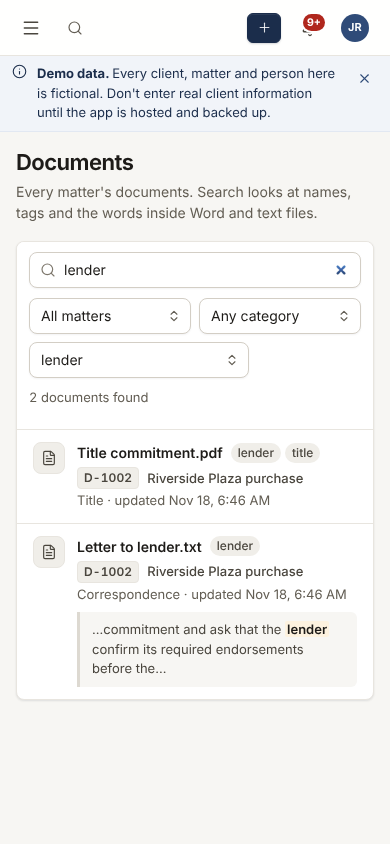 9+
JR
Demo data. Every client, matter and person here
is fictional. Don't enter real client information
until the app is hosted and backed up.
Documents
Every matter's documents. Search looks at names,
tags and the words inside Word and text files.
lender
All matters
Any category
lender
2 documents found
Title commitment.pdf lender title
D-1002 Riverside Plaza purchase
Title · updated Nov 18, 6:46 AM
Letter to lender.txt lender
D-1002 Riverside Plaza purchase
Correspondence · updated Nov 18, 6:46 AM
...commitment and ask that the lender
confirm its required endorsements
before the...